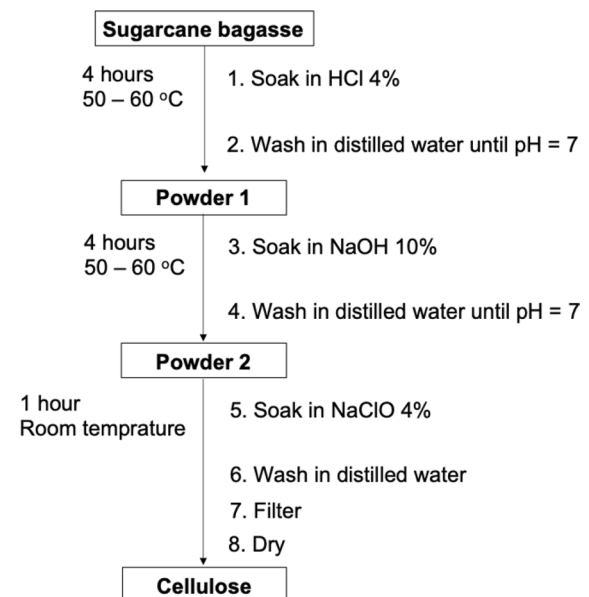 Sugarcane bagasse
4 hours
50 – 60 ºC
1. Soak in HCl 4%
2. Wash in distilled water until pH = 7
Powder 1
4 hours
50 – 60 ºC
3. Soak in NaOH 10%
4. Wash in distilled water until pH = 7
Powder 2
1 hour
Room temprature
5. Soak in NaClO 4%
6. Wash in distilled water
7. Filter
8. Dry
Cellulose